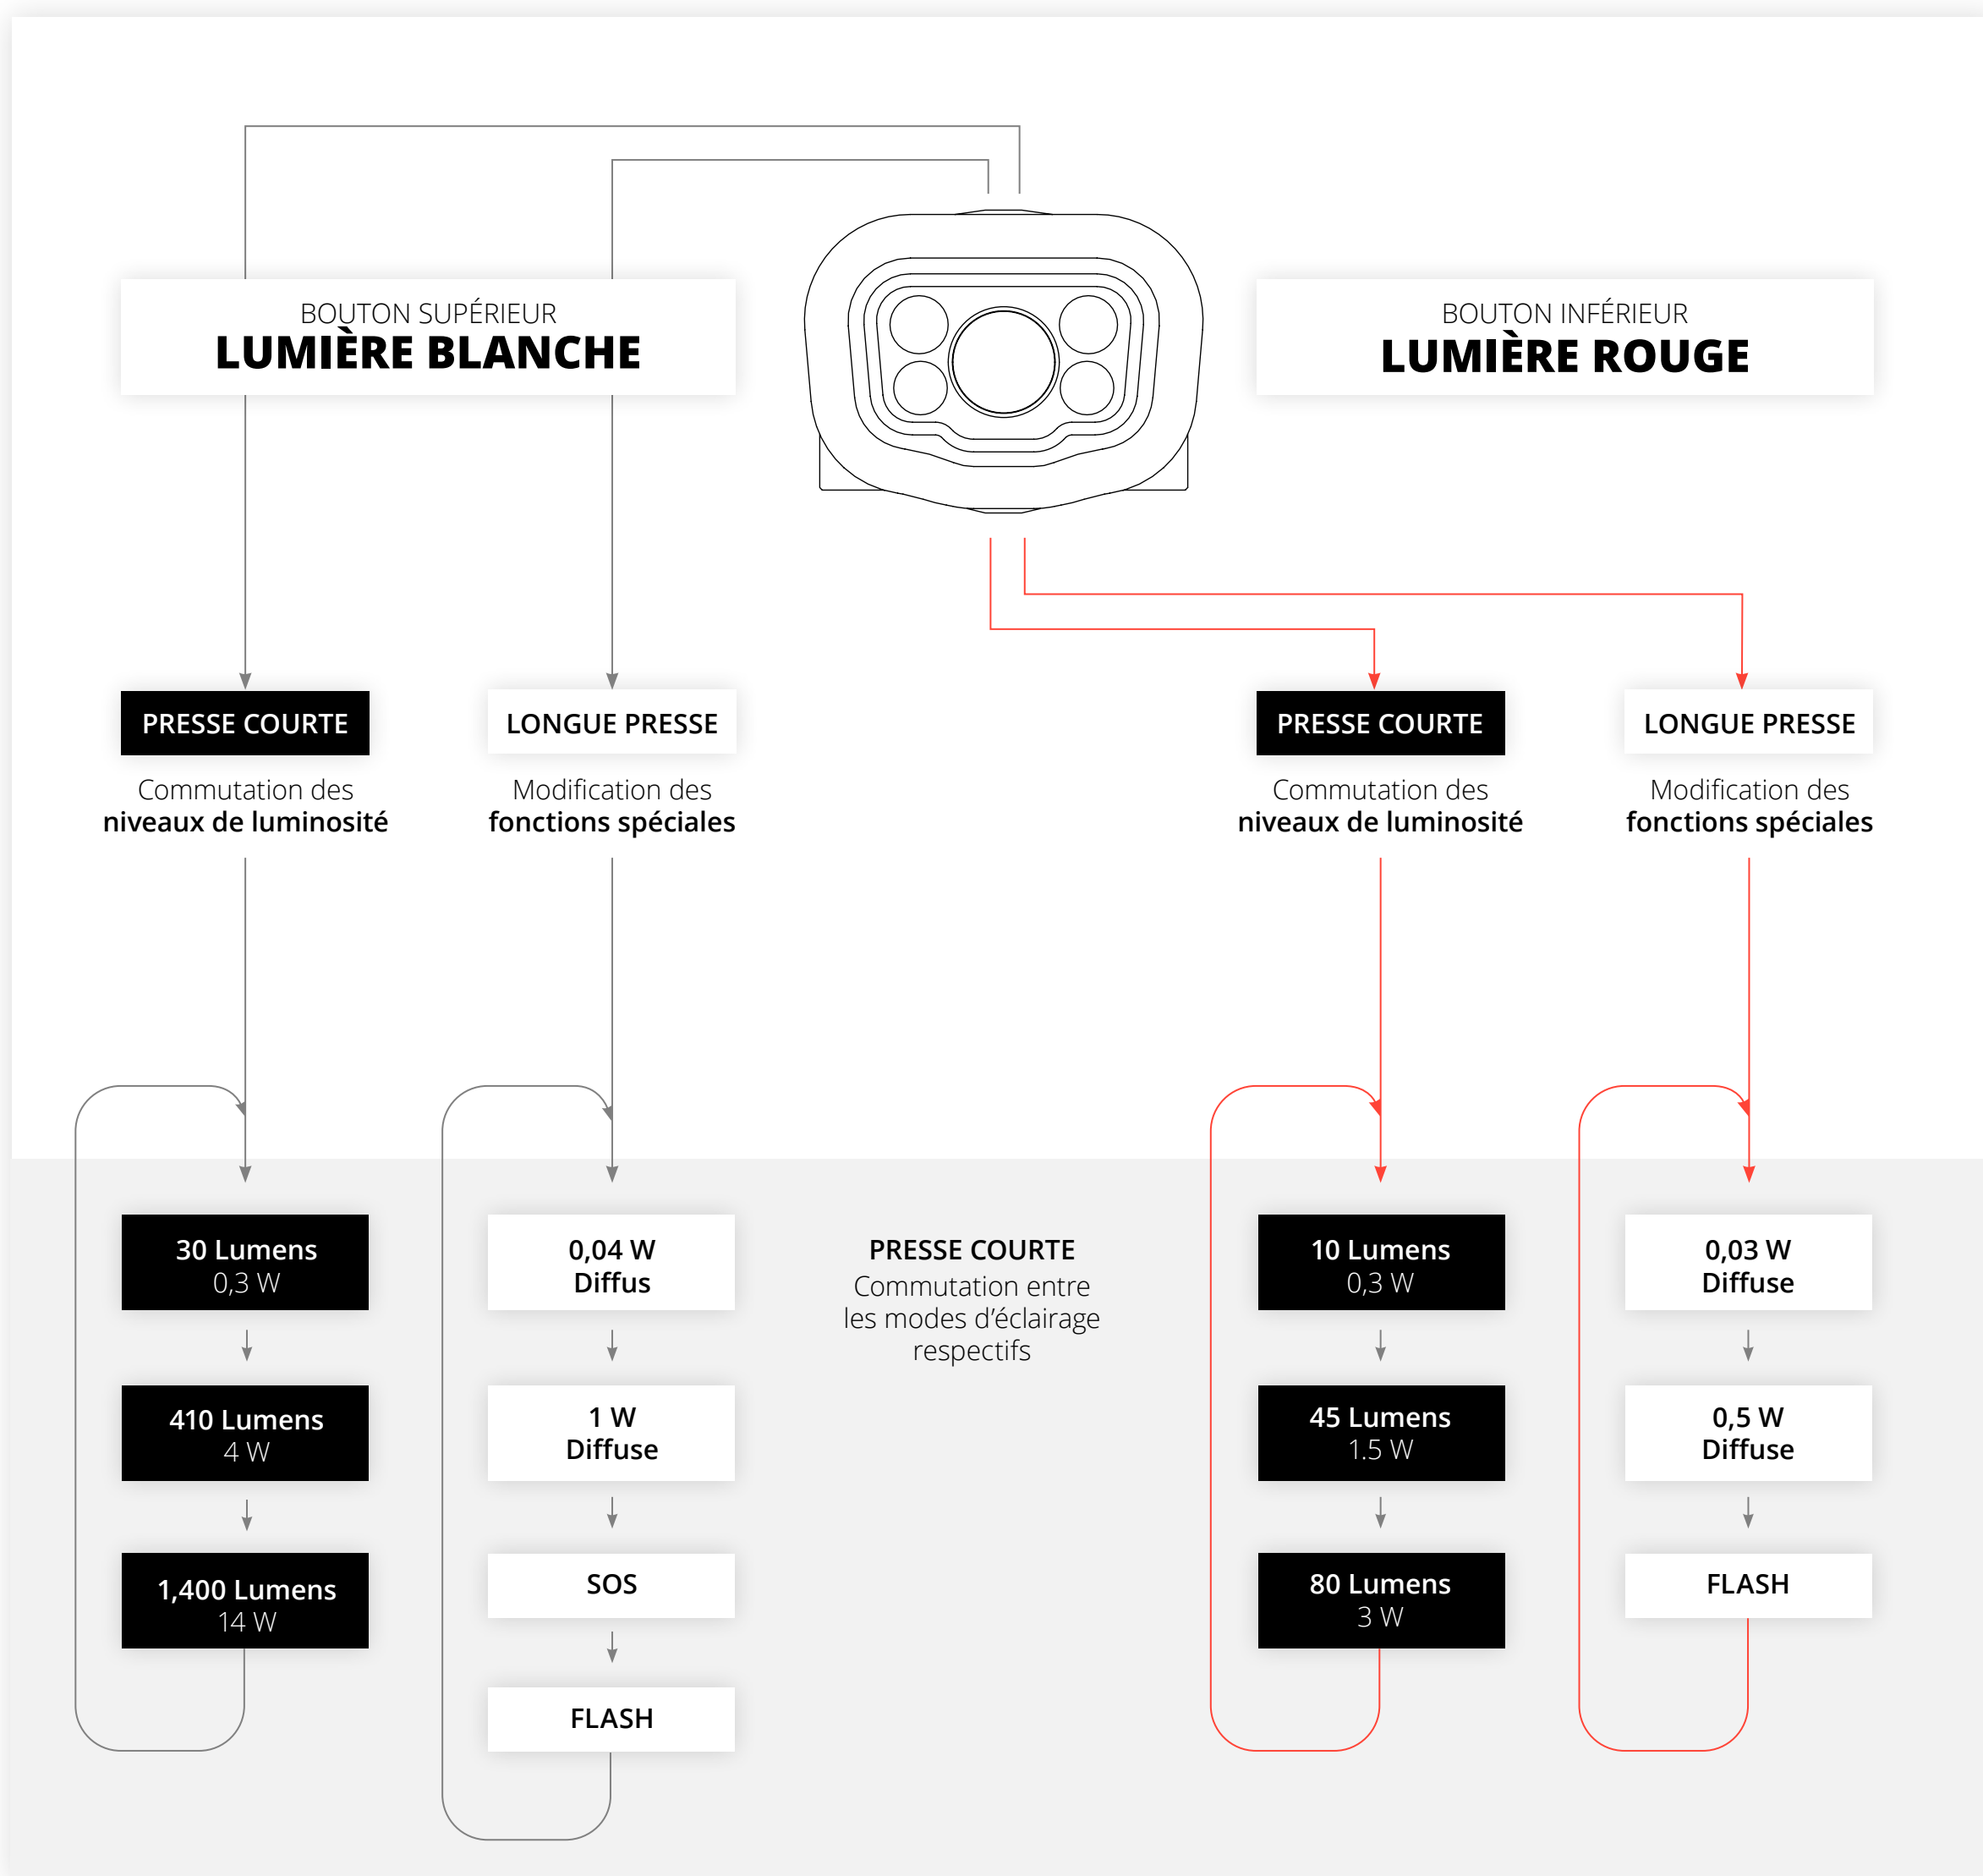 BOUTON SUPÉRIEUR
LUMIÈRE BLANCHE
BOUTON INFÉRIEUR
LUMIÈRE ROUGE
PRESSE COURTE
Commutation des
niveaux de luminosité
LONGUE PRESSE
Modification des
fonctions spéciales
PRESSE COURTE
Commutation des
niveaux de luminosité
LONGUE PRESSE
Modification des
fonctions spéciales
30 Lumens
0,3 W
410 Lumens
4 W
1,400 Lumens
14 W
0,04 W
Diffus
1 W
Diffuse
SOS
FLASH
PRESSE COURTE
Commutation entre
les modes d’éclairage
respectifs
10 Lumens
0,3 W
45 Lumens
1.5 W
80 Lumens
3 W
0,03 W
Diffuse
0,5 W
Diffuse
FLASH